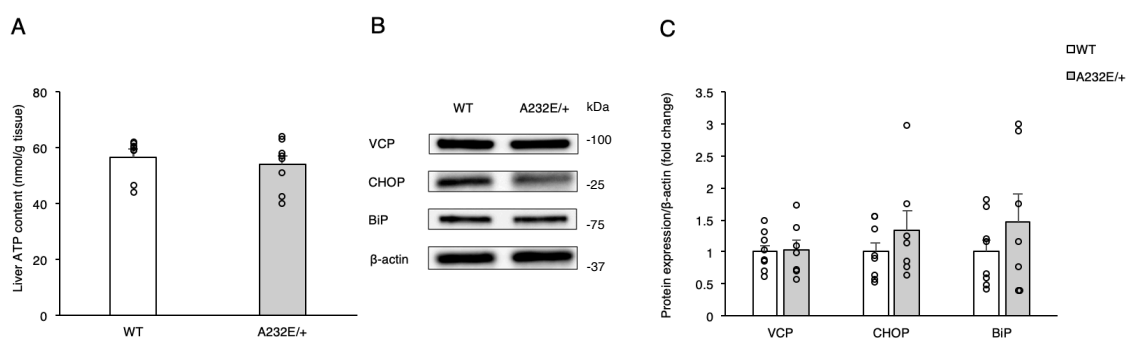 A
Liver ATP content (nmol/g tissue)
80
60
40
20
0
WT
A232E/+
B
WT
A232E/+
kDa
VCP
-100
CHOP
-25
BiP
-75
β-actin
-37
C
WT
A232E/+
Protein expression/β-actin (fold change)
3.5
3
2.5
2
1.5
1
0.5
0
VCP
CHOP
BiP